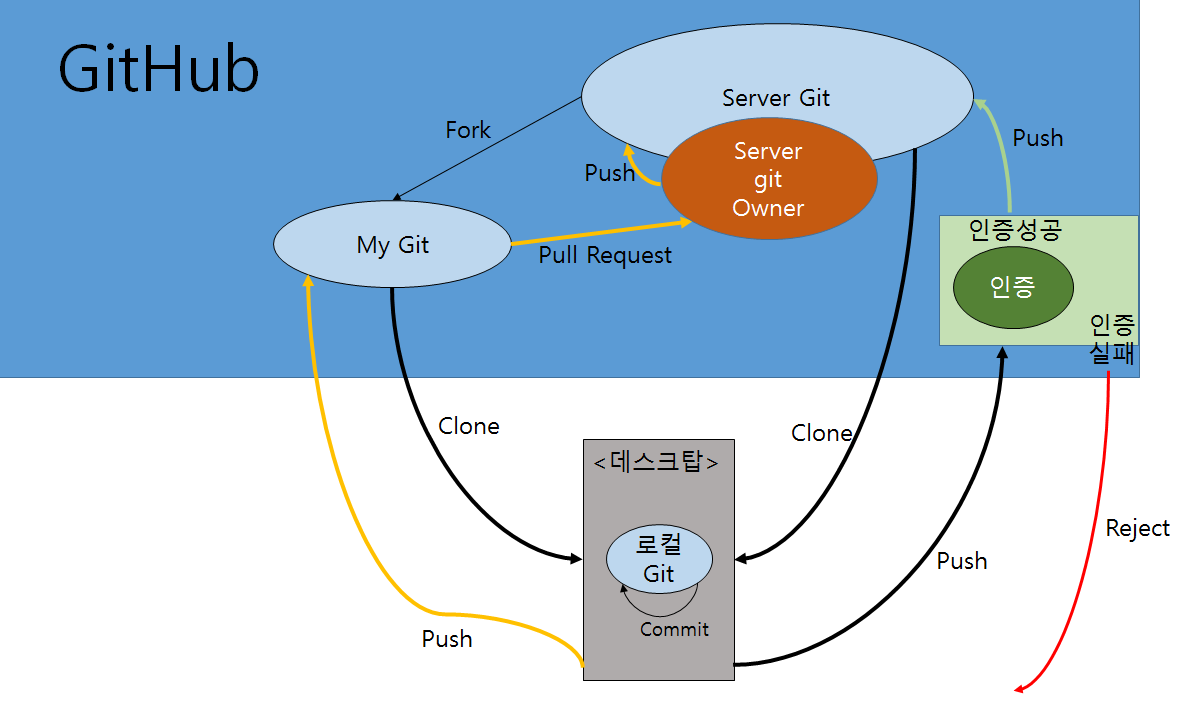 GitHub
Server Git
Fork
Push
Server
git
Owner
Push
My Git
Pull Request
인증성공
인증
인증
실패
Clone
Clone
<데스크탑>
로컬
Git
Commit
Push
Push
Reject